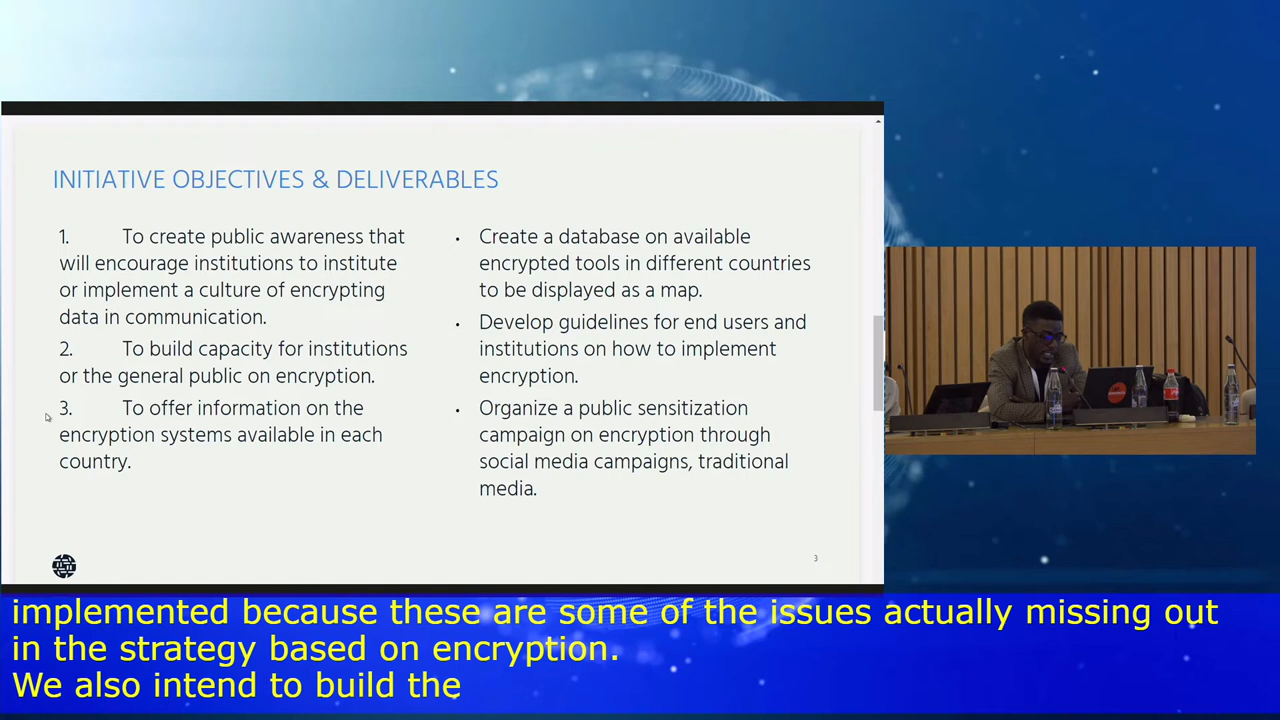 INITIATIVE OBJECTIVES & DELIVERABLES
1. To create public awareness that
will encourage institutions to institute
or implement a culture of encrypting
data in communication.
2. To build capacity for institutions
or the general public on encryption.
3. To offer information on the
encryption systems available in each
country.
• Create a database on available
encrypted tools in different countries
to be displayed as a map.
• Develop guidelines for end users and
institutions on how to implement
encryption.
• Organize a public sensitization
campaign on encryption through
social media campaigns, traditional
media.
3
implemented because these are some of the issues actually missing out
in the strategy based on encryption.
We also intend to build the